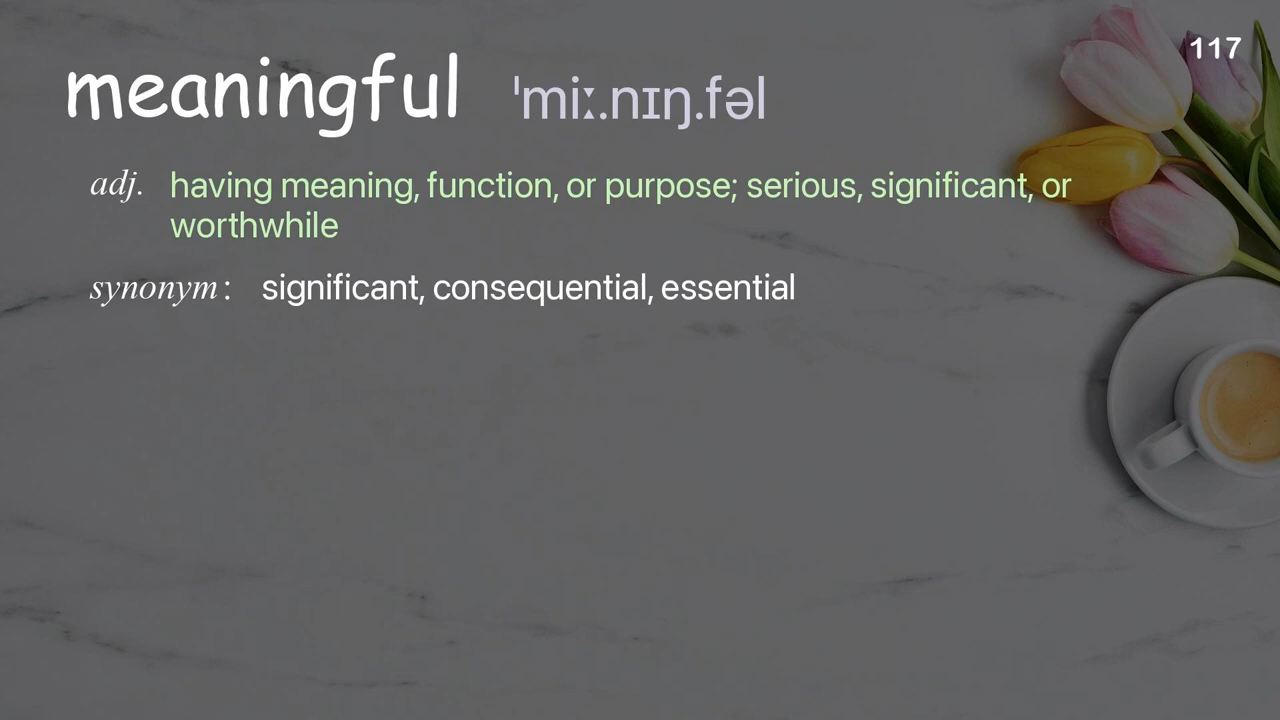 117
meaningful ˈmiː.nɪŋ.fəl
adj. having meaning, function, or purpose; serious, significant, or
worthwhile
synonym: significant, consequential, essential